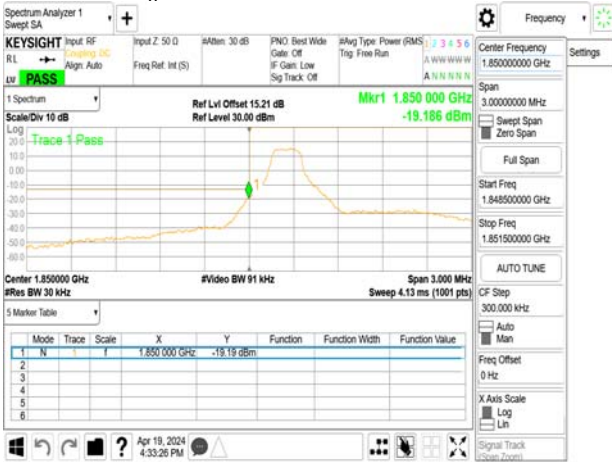 Spectrum Analyzer 1
Swept SA
Frequency
KEYSIGHT Input: RF
RL
Coupling: DC
Align: Auto
Input Z: 50 Ω
Freq Ref: Int (S)
#Atten: 30 dB
PNO: Best Wide
Gate: Off
IF Gain: Low
Sig Track: Off
#Avg Type: Power (RMS
Trig: Free Run
1 2 3 4 5 6
A WW WW W
A N N N N N
LW PASS
1 Spectrum
Scale/Div 10 dB
Ref Lvl Offset 15.21 dB
Ref Level 30.00 dBm
Mkr1 1.850 000 GHz
-19.186 dBm
Log
Trace 1 Pass
20.0
10.0
0.00
-10.0
-20.0
-30.0
-40.0
-50.0
-60.0
1
Center 1.850000 GHz
#Res BW 30 kHz
#Video BW 91 kHz
Span 3.000 MHz
Sweep 4.13 ms (1001 pts)
5 Marker Table
Mode Trace Scale X Y Function Function Width Function Value
1 N 1 f 1.850 000 GHz -19.19 dBm
2
3
4
5
6
Apr 19, 2024
4:33:26 PM
Center Frequency
1.850000000 GHz
Settings
Span
3.00000000 MHz
Swept Span
Zero Span
Full Span
Start Freq
1.848500000 GHz
Stop Freq
1.851500000 GHz
AUTO TUNE
CF Step
300.000 kHz
Auto
Man
Freq Offset
0 Hz
X Axis Scale
Log
Lin
Signal Track
(Span Zoom)